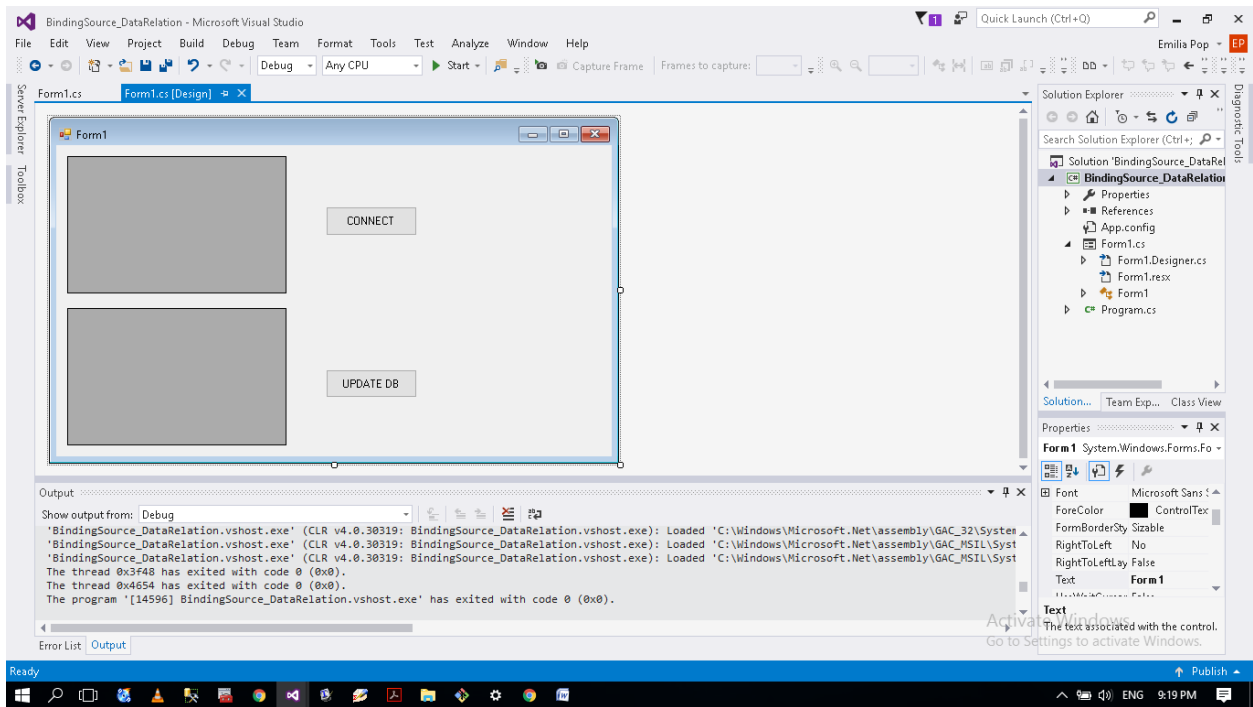 BindingSource_DataRelation - Microsoft Visual Studio
1
Quick Launch (Ctrl+Q)
File Edit View Project Build Debug Team Format Tools Test Analyze Window Help
Emilia Pop EP
Debug Any CPU Start Capture Frame Frames to capture:
Server Explorer
Toolbox
Form1.cs Form1.cs [Design]
Form1
CONNECT
UPDATE DB
Solution Explorer
Search Solution Explorer (Ctrl+;
Solution 'BindingSource_DataRel
C# BindingSource_DataRelation
Properties
References
App.config
Form1.cs
Form1.Designer.cs
Form1.resx
Form1
C# Program.cs
Solution... Team Exp... Class View
Diagnostic Tools
Properties
Form1 System.Windows.Forms.Fo
Font Microsoft Sans S
ForeColor ControlTex
FormBorderSty Sizable
RightToLeft No
RightToLeftLay False
Text Form1
Text
The text associated with the control.
Output
Show output from: Debug
'BindingSource_DataRelation.vshost.exe' (CLR v4.0.30319: BindingSource_DataRelation.vshost.exe): Loaded 'C:\Windows\Microsoft.Net\assembly\GAC_32\System
'BindingSource_DataRelation.vshost.exe' (CLR v4.0.30319: BindingSource_DataRelation.vshost.exe): Loaded 'C:\Windows\Microsoft.Net\assembly\GAC_MSIL\Syst
'BindingSource_DataRelation.vshost.exe' (CLR v4.0.30319: BindingSource_DataRelation.vshost.exe): Loaded 'C:\Windows\Microsoft.Net\assembly\GAC_MSIL\Syst
The thread 0x3f48 has exited with code 0 (0x0).
The thread 0x4654 has exited with code 0 (0x0).
The program '[14596] BindingSource_DataRelation.vshost.exe' has exited with code 0 (0x0).
Activate Windows
Go to Settings to activate Windows.
Error List Output
Ready
Publish
ENG 9:19 PM